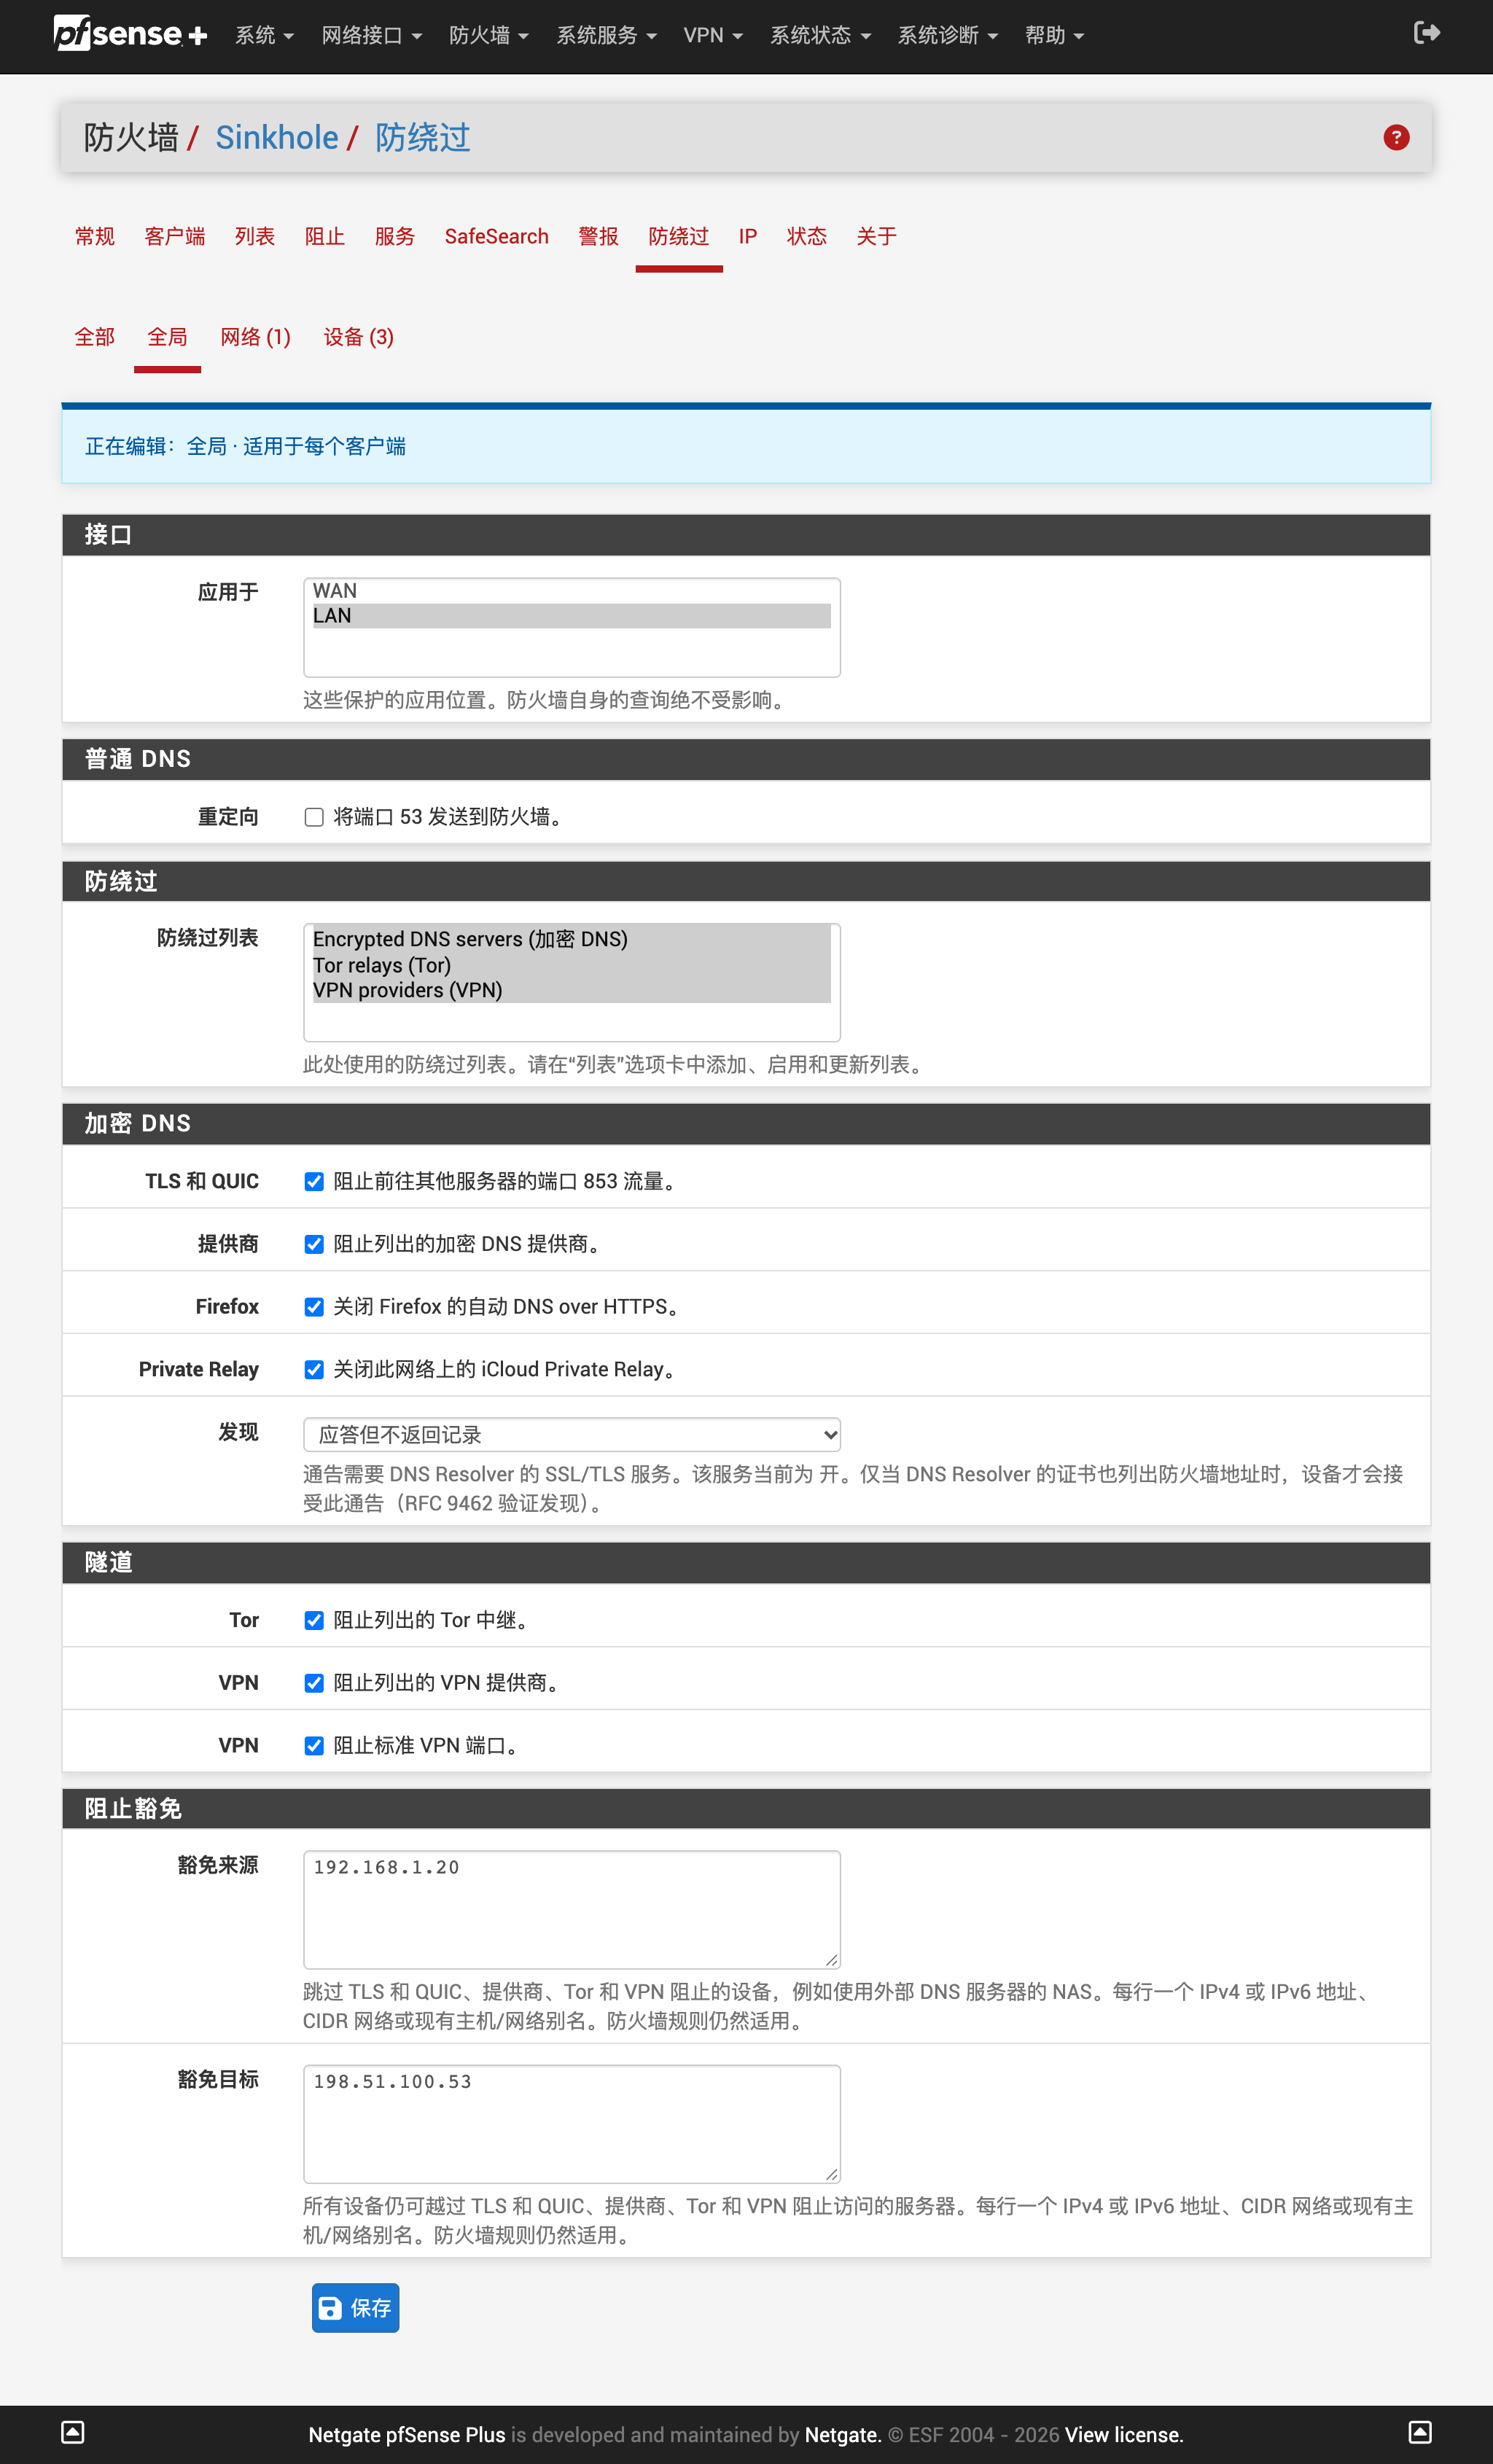 pfsense +
系统
网络接口
防火墙
系统服务
VPN
系统状态
系统诊断
帮助
防火墙 / Sinkhole / 防绕过
?
常规
客户端
列表
阻止
服务
SafeSearch
警报
防绕过
IP
状态
关于
全部
全局
网络 (1)
设备 (3)
正在编辑：全局 · 适用于每个客户端
接口
应用于
WAN
LAN
这些保护的应用位置。防火墙自身的查询绝不受影响。
普通 DNS
重定向
将端口 53 发送到防火墙。
防绕过
防绕过列表
Encrypted DNS servers (加密 DNS)
Tor relays (Tor)
VPN providers (VPN)
此处使用的防绕过列表。请在“列表”选项卡中添加、启用和更新列表。
加密 DNS
TLS 和 QUIC
阻止前往其他服务器的端口 853 流量。
提供商
阻止列出的加密 DNS 提供商。
Firefox
关闭 Firefox 的自动 DNS over HTTPS。
Private Relay
关闭此网络上的 iCloud Private Relay。
发现
应答但不返回记录
通告需要 DNS Resolver 的 SSL/TLS 服务。该服务当前为 开。仅当 DNS Resolver 的证书也列出防火墙地址时，设备才会接
受此通告（RFC 9462 验证发现）。
隧道
Tor
阻止列出的 Tor 中继。
VPN
阻止列出的 VPN 提供商。
VPN
阻止标准 VPN 端口。
阻止豁免
豁免来源
192.168.1.20
跳过 TLS 和 QUIC、提供商、Tor 和 VPN 阻止的设备，例如使用外部 DNS 服务器的 NAS。每行一个 IPv4 或 IPv6 地址、
CIDR 网络或现有主机/网络别名。防火墙规则仍然适用。
豁免目标
198.51.100.53
所有设备仍可越过 TLS 和 QUIC、提供商、Tor 和 VPN 阻止访问的服务器。每行一个 IPv4 或 IPv6 地址、CIDR 网络或现有主
机/网络别名。防火墙规则仍然适用。
保存
Netgate pfSense Plus is developed and maintained by Netgate. © ESF 2004 - 2026 View license.